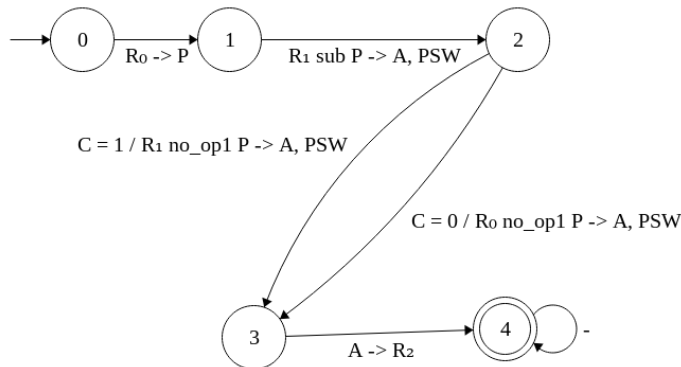 0
1
2
R₀ -> P
R₁ sub P -> A, PSW
C = 1 / R₁ no_op1 P -> A, PSW
C = 0 / R₀ no_op1 P -> A, PSW
3
4
-
A -> R₂